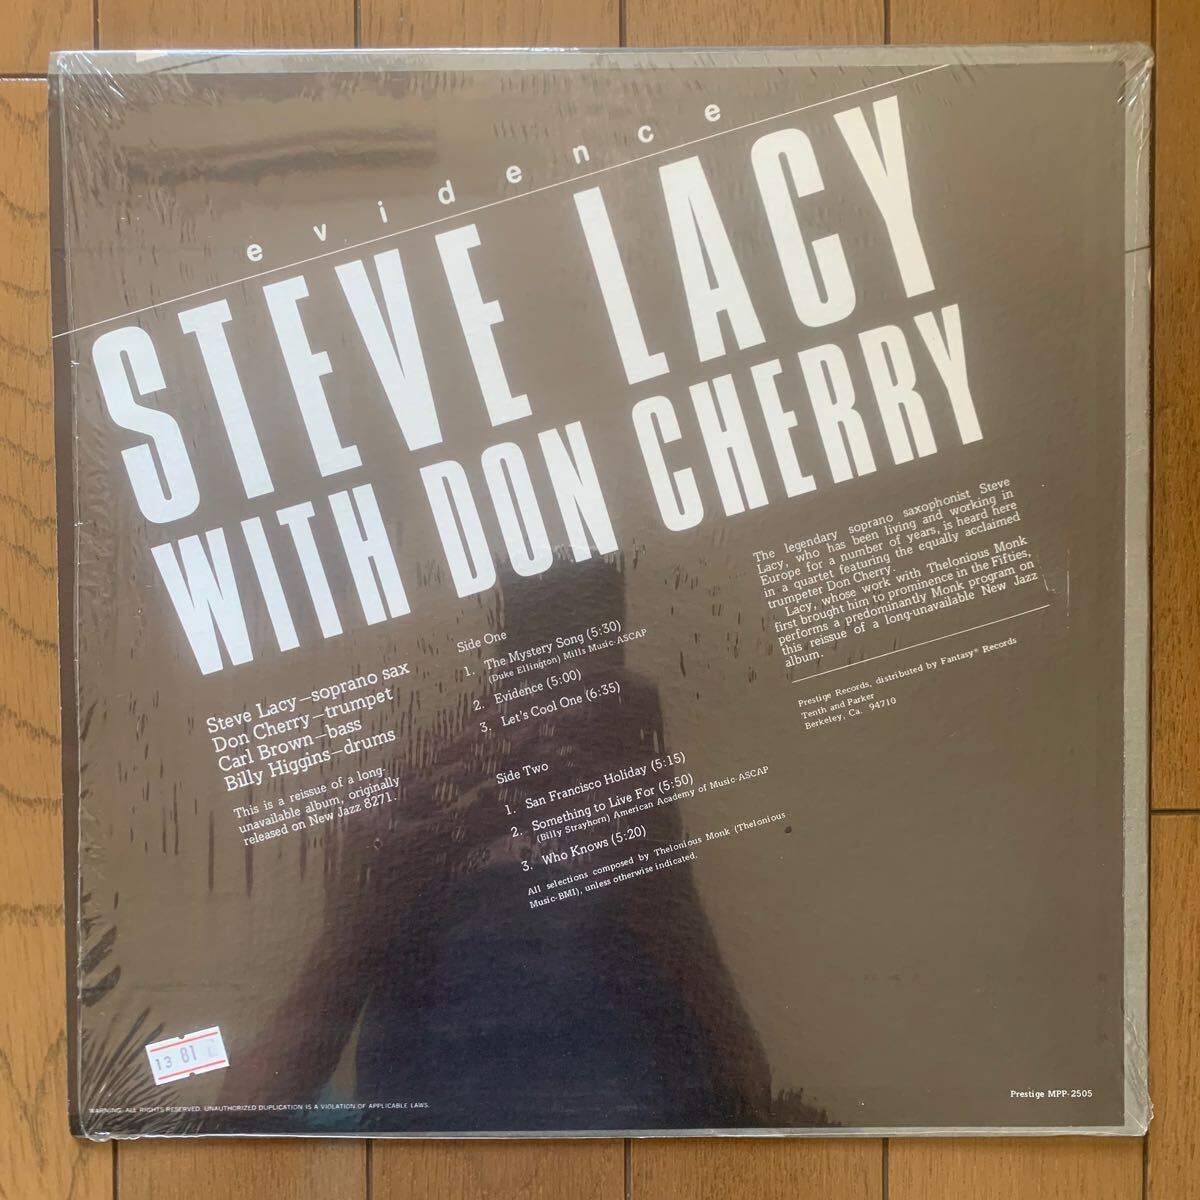 evidence
STEVE LACY
WITH DON CHERRY
Steve Lacy—soprano sax
Don Cherry—trumpet
Carl Brown—bass
Billy Higgins—drums
This is a reissue of a long-
unavailable album, originally
released on New Jazz 8271.
Side One
1. The Mystery Song (5:30)
(Duke Ellington) Mills Music-ASCAP
2. Evidence (5:00)
3. Let's Cool One (6:35)
Side Two
1. San Francisco Holiday (5:15)
2. Something to Live For (5:50)
(Billy Strayhorn) American Academy of Music-ASCAP
3. Who Knows (5:20)
All selections composed by Thelonious Monk (Thelonious
Music-BMI), unless otherwise indicated.
The legendary soprano saxophonist Steve
Lacy, who has been living and working in
Europe for a number of years, is heard here
in a quartet featuring the equally acclaimed
trumpeter Don Cherry.
Lacy, whose work with Thelonious Monk
first brought him to prominence in the Fifties,
performs a predominantly Monk program on
this reissue of a long-unavailable New Jazz
album.
Prestige Records, distributed by Fantasy® Records
Tenth and Parker
Berkeley, Ca. 94710
13 81
WARNING: ALL RIGHTS RESERVED. UNAUTHORIZED DUPLICATION IS A VIOLATION OF APPLICABLE LAWS.
Prestige MPP-2505